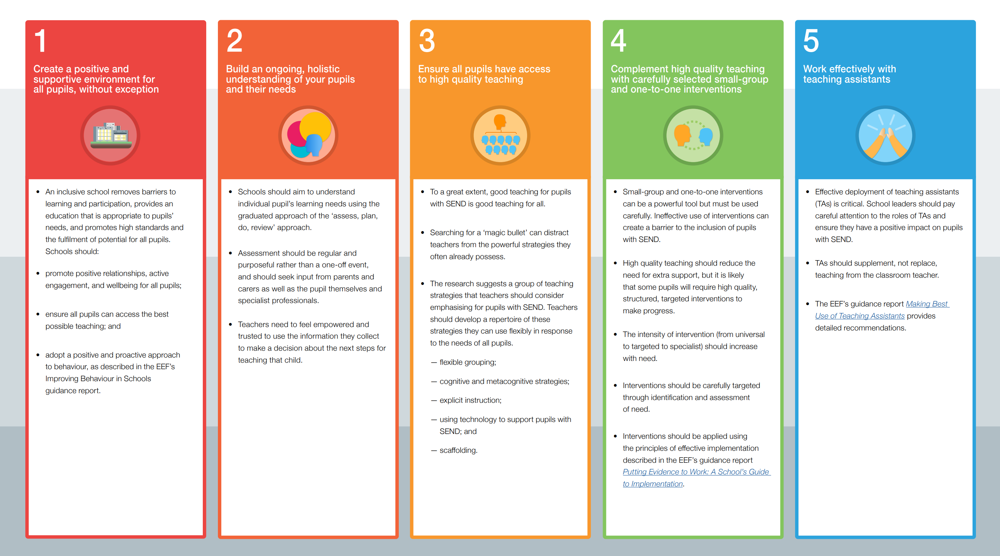 1
Create a positive and
supportive environment for
all pupils, without exception
• An inclusive school removes barriers to
learning and participation, provides an
education that is appropriate to pupils’
needs, and promotes high standards and
the fulfilment of potential for all pupils.
Schools should:
• promote positive relationships, active
engagement, and wellbeing for all pupils;
• ensure all pupils can access the best
possible teaching; and
• adopt a positive and proactive approach
to behaviour, as described in the EEF’s
Improving Behaviour in Schools
guidance report.
2
Build an ongoing, holistic
understanding of your pupils
and their needs
• Schools should aim to understand
individual pupil’s learning needs using the
graduated approach of the ‘assess, plan,
do, review’ approach.
• Assessment should be regular and
purposeful rather than a one-off event,
and should seek input from parents and
carers as well as the pupil themselves and
specialist professionals.
• Teachers need to feel empowered and
trusted to use the information they collect
to make a decision about the next steps for
teaching that child.
3
Ensure all pupils have access
to high quality teaching
• To a great extent, good teaching for pupils
with SEND is good teaching for all.
• Searching for a ‘magic bullet’ can distract
teachers from the powerful strategies they
often already possess.
• The research suggests a group of teaching
strategies that teachers should consider
emphasising for pupils with SEND. Teachers
should develop a repertoire of these
strategies they can use flexibly in response
to the needs of all pupils.
— flexible grouping;
— cognitive and metacognitive strategies;
— explicit instruction;
— using technology to support pupils with
SEND; and
— scaffolding.
4
Complement high quality teaching
with carefully selected small-group
and one-to-one interventions
• Small-group and one-to-one interventions
can be a powerful tool but must be used
carefully. Ineffective use of interventions can
create a barrier to the inclusion of pupils
with SEND.
• High quality teaching should reduce the
need for extra support, but it is likely
that some pupils will require high quality,
structured, targeted interventions to
make progress.
• The intensity of intervention (from universal
to targeted to specialist) should increase
with need.
• Interventions should be carefully targeted
through identification and assessment
of need.
• Interventions should be applied using
the principles of effective implementation
described in the EEF’s guidance report
Putting Evidence to Work: A School’s Guide
to Implementation.
5
Work effectively with
teaching assistants
• Effective deployment of teaching assistants
(TAs) is critical. School leaders should pay
careful attention to the roles of TAs and
ensure they have a positive impact on pupils
with SEND.
• TAs should supplement, not replace,
teaching from the classroom teacher.
• The EEF’s guidance report Making Best
Use of Teaching Assistants provides
detailed recommendations.